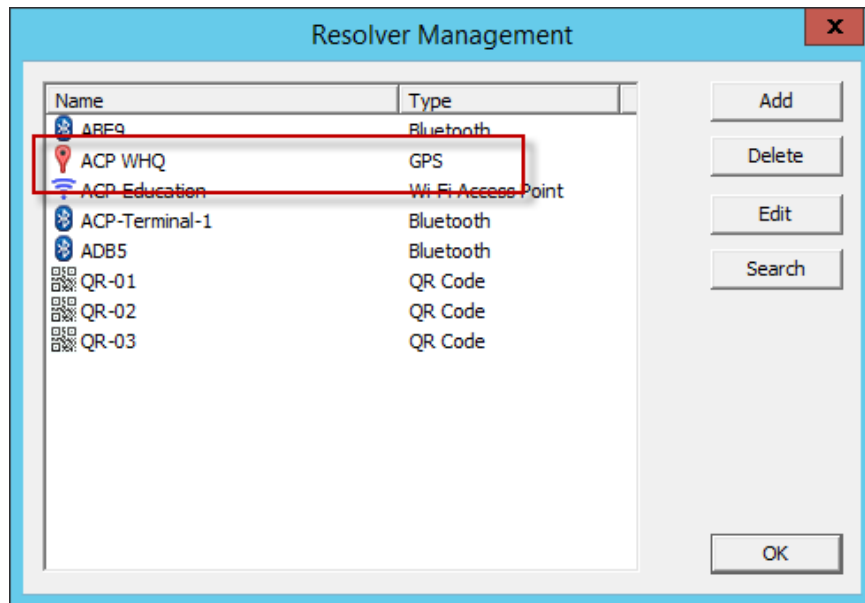 Resolver Management
x
Name Type
ABE9 Bluetooth
ACP WHQ GPS
ACP Education Wi-Fi Access Point
ACP-Terminal-1 Bluetooth
ADB5 Bluetooth
QR-01 QR Code
QR-02 QR Code
QR-03 QR Code
Add
Delete
Edit
Search
OK